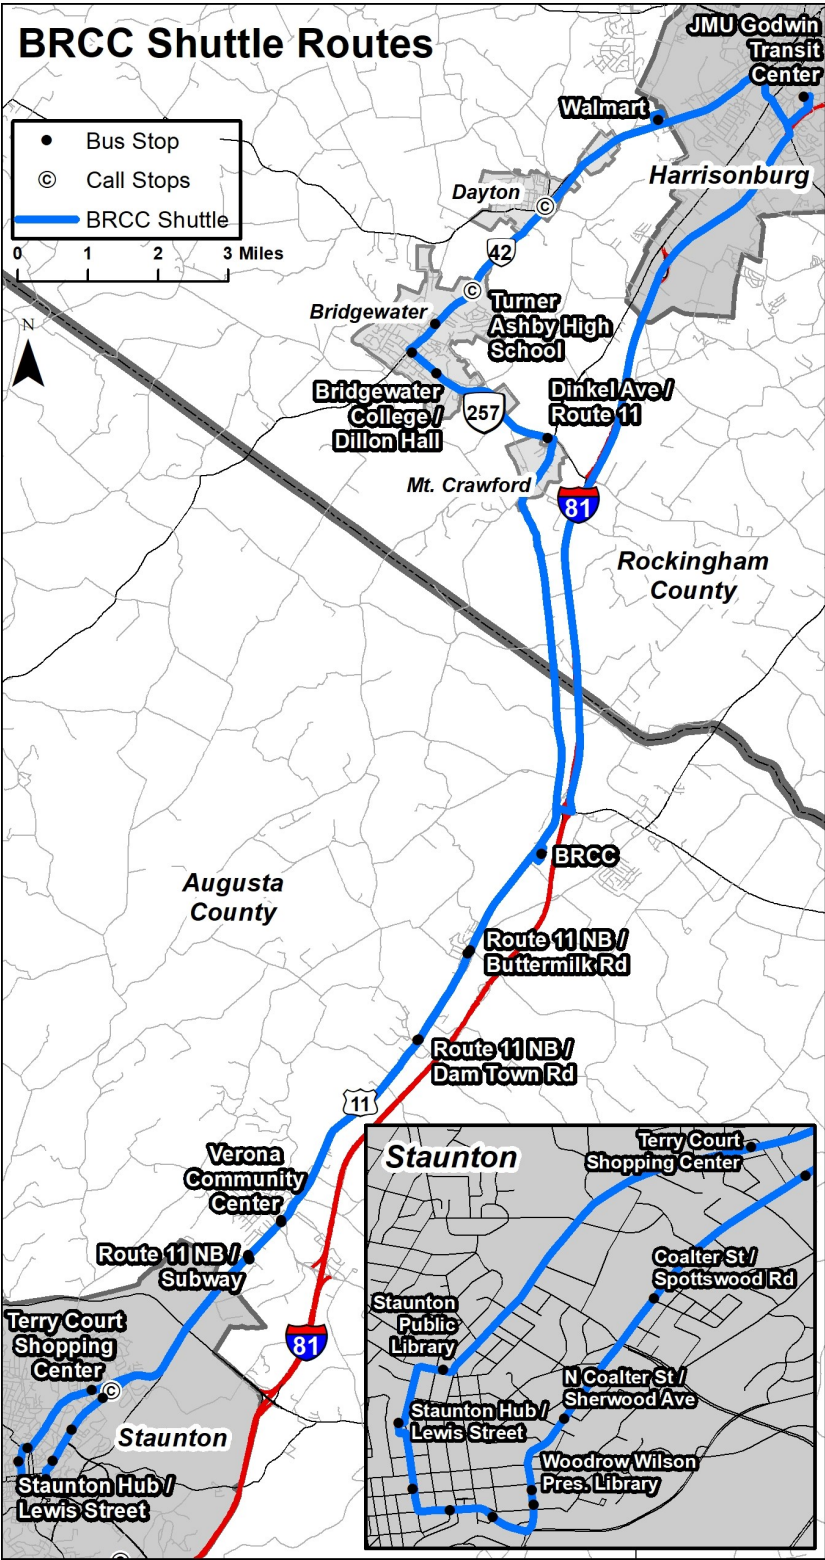 BRCC Shuttle Routes
JMU Godwin
Transit
Center
Walmart
Bus Stop
© Call Stops
BRCC Shuttle
0 1 2 3 Miles
N
Harrisonburg
Dayton
©
42
©
Bridgewater
Turner
Ashby High
School
Bridgewater
College /
Dillon Hall
257
Dinkel Ave /
Route 11
Mt. Crawford
81
Rockingham
County
BRCC
Augusta
County
Route 11 NB /
Buttermilk Rd
Route 11 NB /
Dam Town Rd
11
Verona
Community
Center
Route 11 NB /
Subway
Terry Court
Shopping
Center
©
81
Staunton
Staunton Hub /
Lewis Street
Staunton
Terry Court
Shopping Center
Coalter St /
Spottswood Rd
Staunton
Public
Library
N Coalter St /
Sherwood Ave
Staunton Hub /
Lewis Street
Woodrow Wilson
Pres. Library